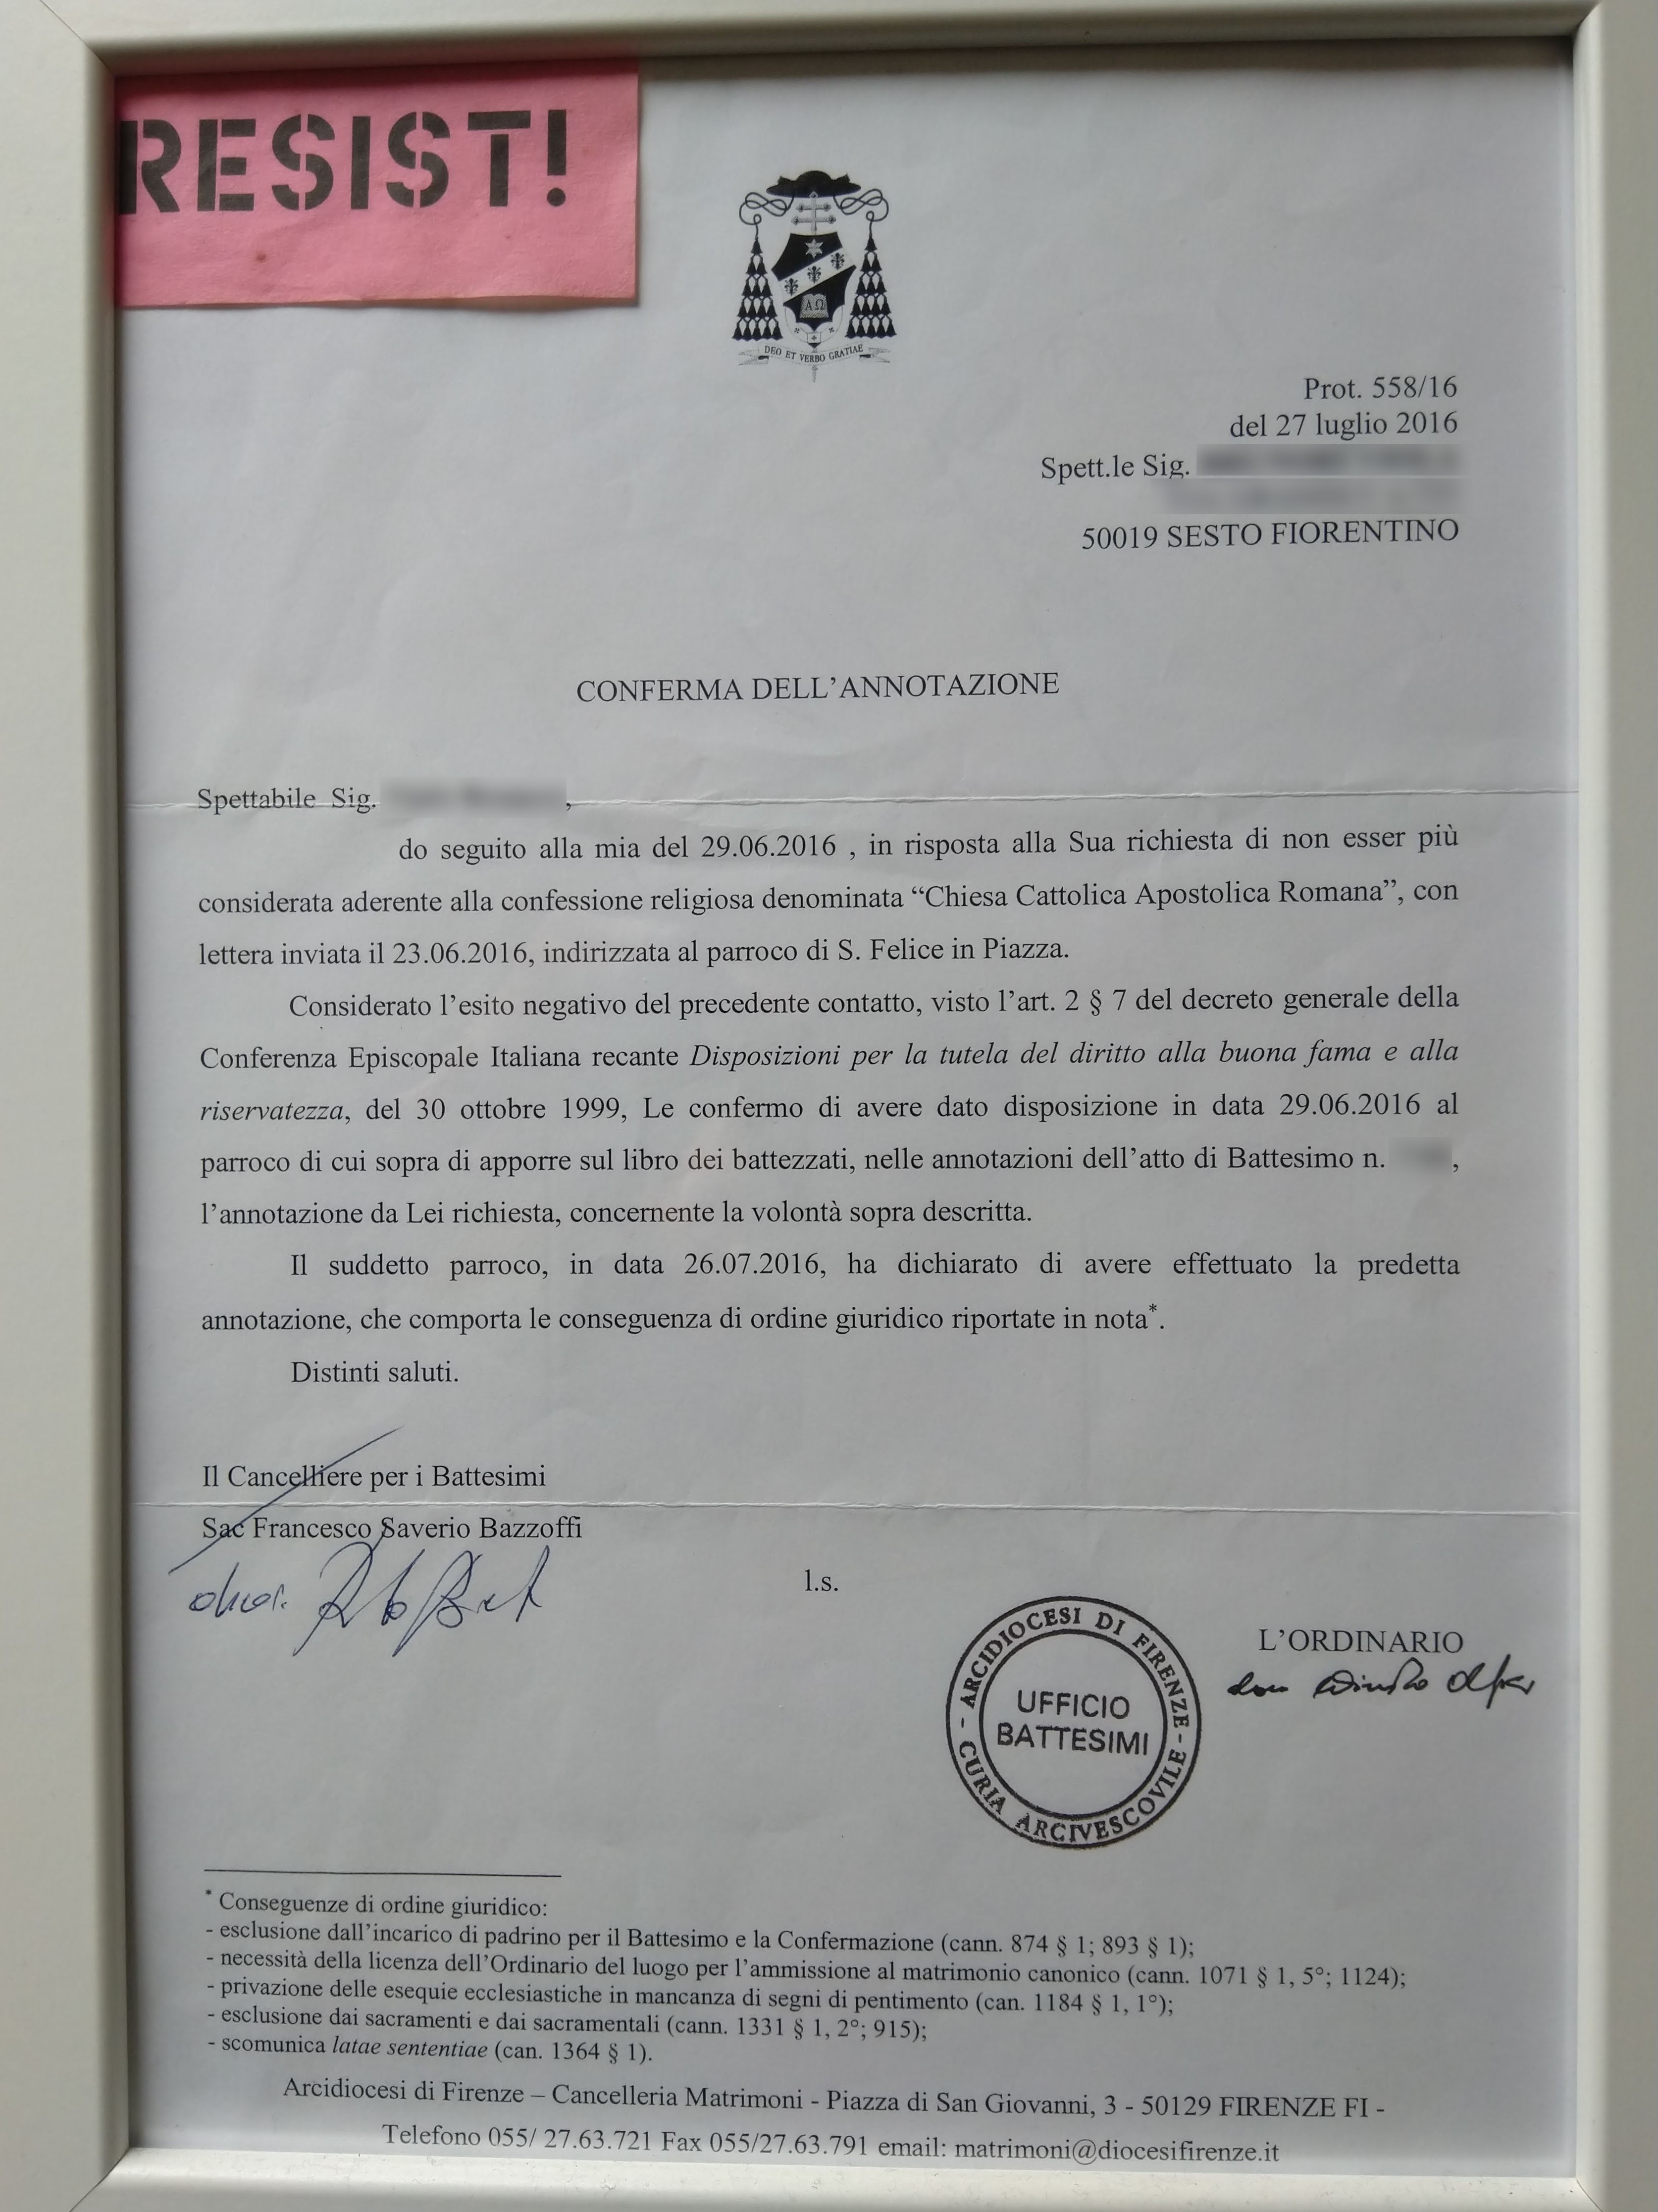 RESIST!
ΑΩ
DEO ET VERBO GRATIAE
Prot. 558/16
del 27 luglio 2016
Spett.le Sig.
50019 SESTO FIORENTINO
CONFERMA DELL’ANNOTAZIONE
Spettabile Sig. ,
do seguito alla mia del 29.06.2016 , in risposta alla Sua richiesta di non esser più
considerata aderente alla confessione religiosa denominata “Chiesa Cattolica Apostolica Romana”, con
lettera inviata il 23.06.2016, indirizzata al parroco di S. Felice in Piazza.
Considerato l’esito negativo del precedente contatto, visto l’art. 2 § 7 del decreto generale della
Conferenza Episcopale Italiana recante Disposizioni per la tutela del diritto alla buona fama e alla
riservatezza, del 30 ottobre 1999, Le confermo di avere dato disposizione in data 29.06.2016 al
parroco di cui sopra di apporre sul libro dei battezzati, nelle annotazioni dell’atto di Battesimo n. ,
l’annotazione da Lei richiesta, concernente la volontà sopra descritta.
Il suddetto parroco, in data 26.07.2016, ha dichiarato di avere effettuato la predetta
annotazione, che comporta le conseguenza di ordine giuridico riportate in nota*.
Distinti saluti.
Il Cancelliere per i Battesimi
Sac Francesco Saverio Bazzoffi
l.s.
L’ORDINARIO
don
- ARCIDIOCESI DI FIRENZE - CURIA ARCIVESCOVILE
UFFICIO
BATTESIMI
* Conseguenze di ordine giuridico:
- esclusione dall’incarico di padrino per il Battesimo e la Confermazione (cann. 874 § 1; 893 § 1);
- necessità della licenza dell’Ordinario del luogo per l’ammissione al matrimonio canonico (cann. 1071 § 1, 5°; 1124);
- privazione delle esequie ecclesiastiche in mancanza di segni di pentimento (can. 1184 § 1, 1°);
- esclusione dai sacramenti e dai sacramentali (cann. 1331 § 1, 2°; 915);
- scomunica latae sententiae (can. 1364 § 1).
Arcidiocesi di Firenze – Cancelleria Matrimoni - Piazza di San Giovanni, 3 - 50129 FIRENZE FI -
Telefono 055/ 27.63.721 Fax 055/27.63.791 email: matrimoni@diocesifirenze.it